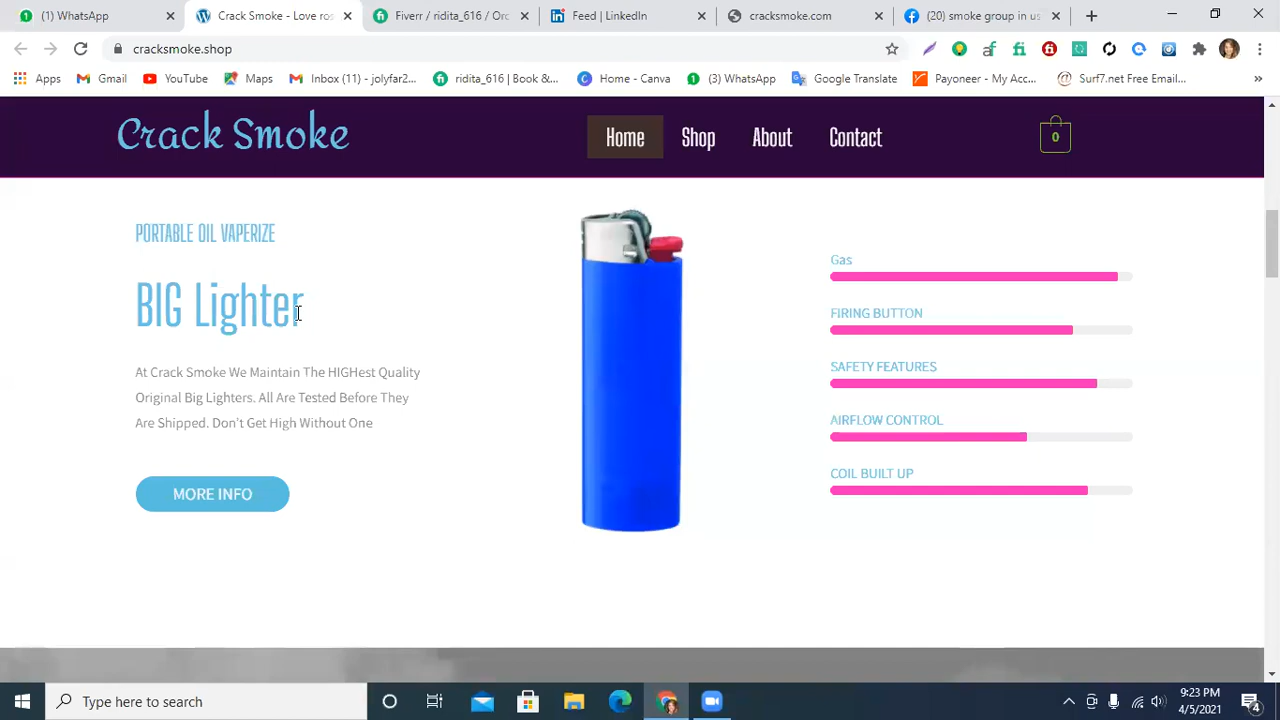 (1) WhatsApp
Crack Smoke - Love ros
Fiverr / ridita_616 / Orc
Feed | LinkedIn
cracksmoke.com
(20) smoke group in us
cracksmoke.shop
Apps
Gmail
YouTube
Maps
Inbox (11) - jolyfar2...
ridita_616 | Book &...
Home - Canva
(3) WhatsApp
Google Translate
Payoneer - My Acc...
Surf7.net Free Email...
»
Crack Smoke
Home
Shop
About
Contact
0
PORTABLE OIL VAPERIZE
BIG Lighter
At Crack Smoke We Maintain The HIGHest Quality
Original Big Lighters. All Are Tested Before They
Are Shipped. Don't Get High Without One
MORE INFO
Gas
FIRING BUTTON
SAFETY FEATURES
AIRFLOW CONTROL
COIL BUILT UP
Type here to search
9:23 PM
4/5/2021
4